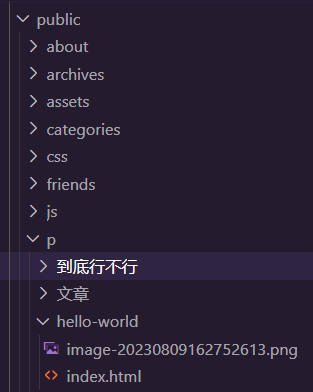 public
about
archives
assets
categories
css
friends
js
p
到底行不行
文章
hello-world
image-20230809162752613.png
index.html